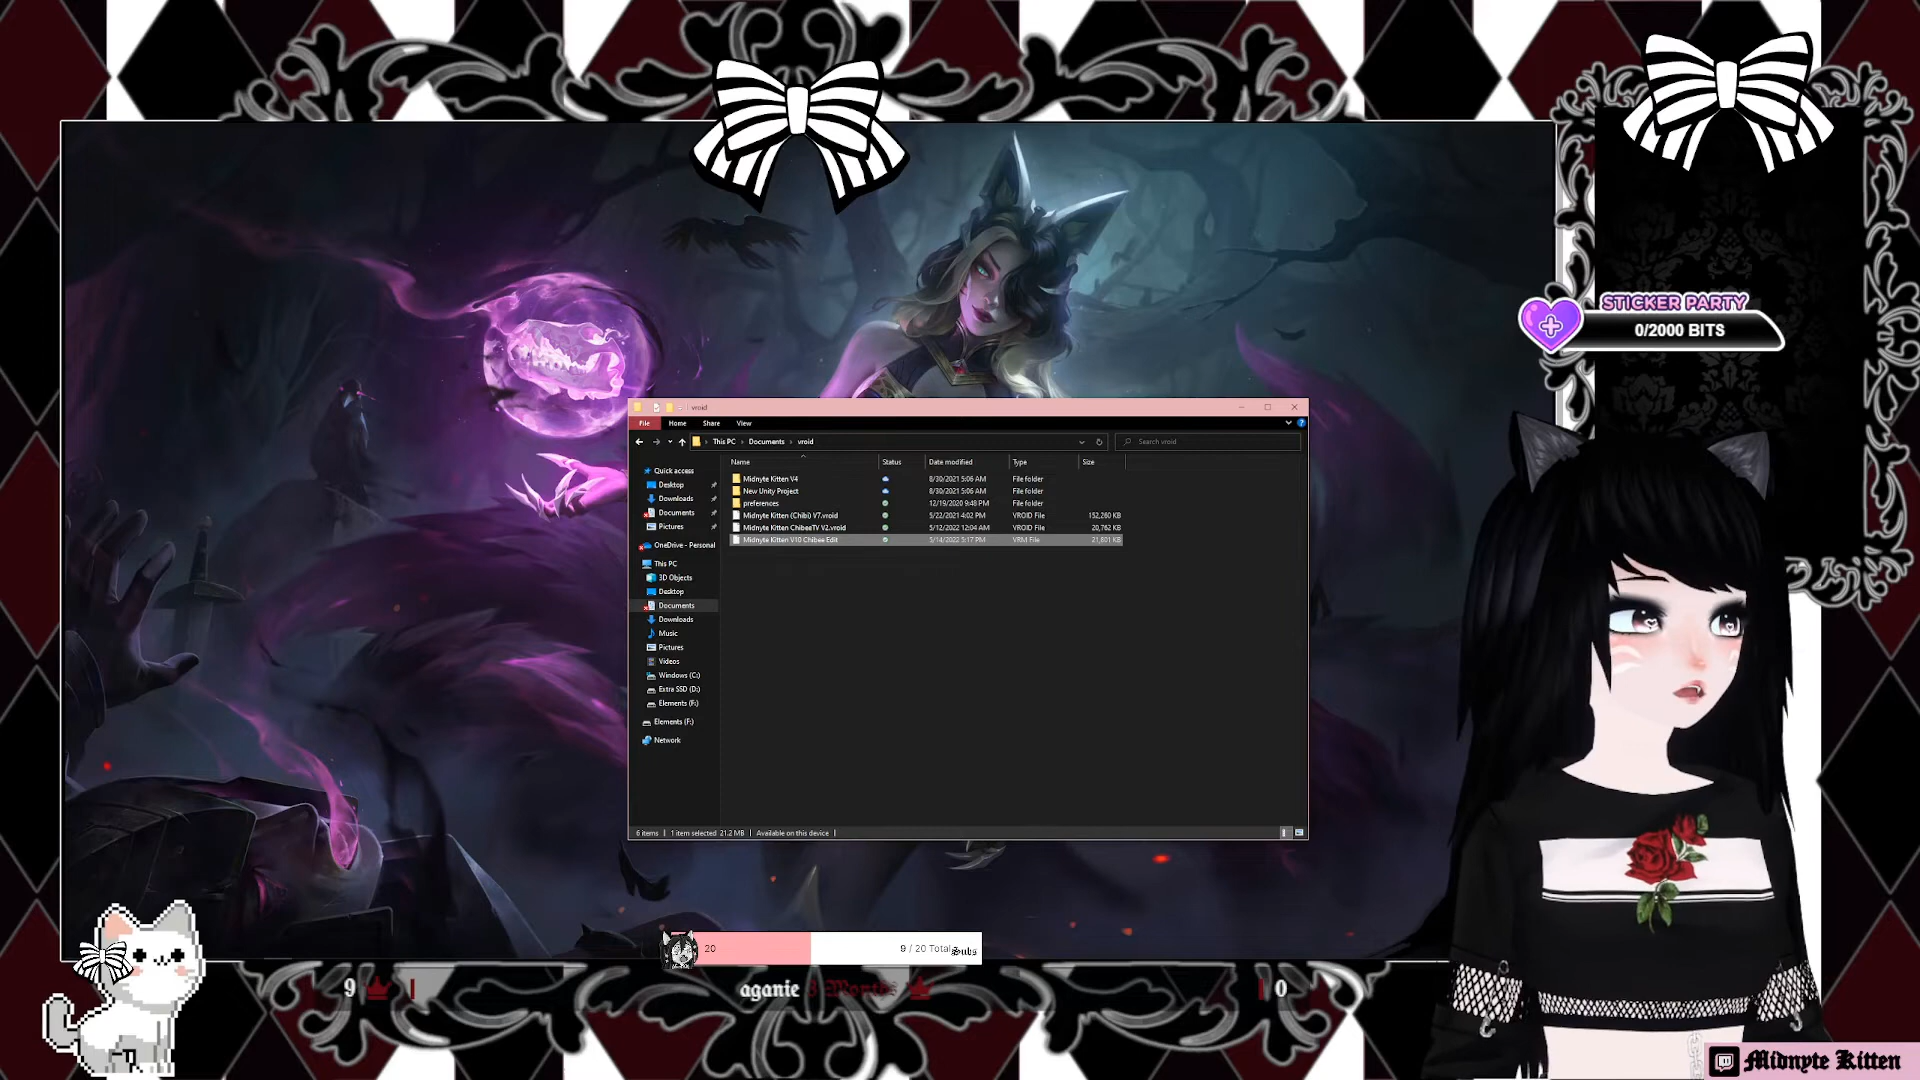 STICKER PARTY
0/2000 BITS
vroid
File Home Share View
This PC Documents vroid
Search vroid
Name Status Date modified Type Size
Quick access
Desktop
Downloads
Documents
Pictures
OneDrive - Personal
This PC
3D Objects
Desktop
Documents
Downloads
Music
Pictures
Videos
Windows (C:)
Extra SSD (D:)
Elements (F:)
Elements (F:)
Network
Midnyte Kitten V4 8/30/2021 5:06 AM File folder
New Unity Project 8/30/2021 5:06 AM File folder
preferences 12/19/2020 9:48 PM File folder
Midnyte Kitten (Chibi) V7.vroid 5/22/2021 4:02 PM VROID File 152,260 KB
Midnyte Kitten ChibeeTV V2.vroid 5/12/2022 12:04 AM VROID File 20,762 KB
Midnyte Kitten V10 Chibee Edit 5/14/2022 5:17 PM VRM File 21,801 KB
6 items 1 item selected 21.2 MB Available on this device
20
9 / 20 Total Subs
9
aganie 3 Months
0
Midnyte Kitten